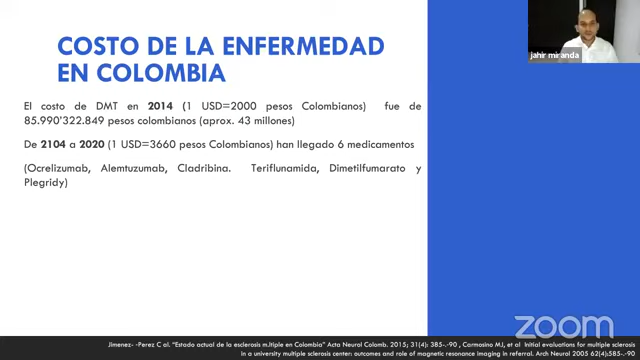 COSTO DE LA ENFERMEDAD
EN COLOMBIA
El costo de DMT en 2014 (1 USD=2000 pesos Colombianos) fue de
85.990'322.849 pesos colombianos (aprox. 43 millones)
De 2104 a 2020 (1 USD=3660 pesos Colombianos) han llegado 6 medicamentos
(Ocrelizumab, Alemtuzumab, Cladribina. Teriflunamida, Dimetilfumarato y
Plegridy)
jahir miranda
zoom
Jimenez- -Perez C al. "Estado actual de la esclerosis m.ltiple en Colombia" Acta Neurol Colomb. 2015; 31(4): 385-.-90 , Carmosino MJ, et al Initial evaluations for multiple sclerosis
in a university multiple sclerosis center: outcomes and role of magnetic resonance imaging in referral. Arch Neurol 2005 62(4):585-.-90